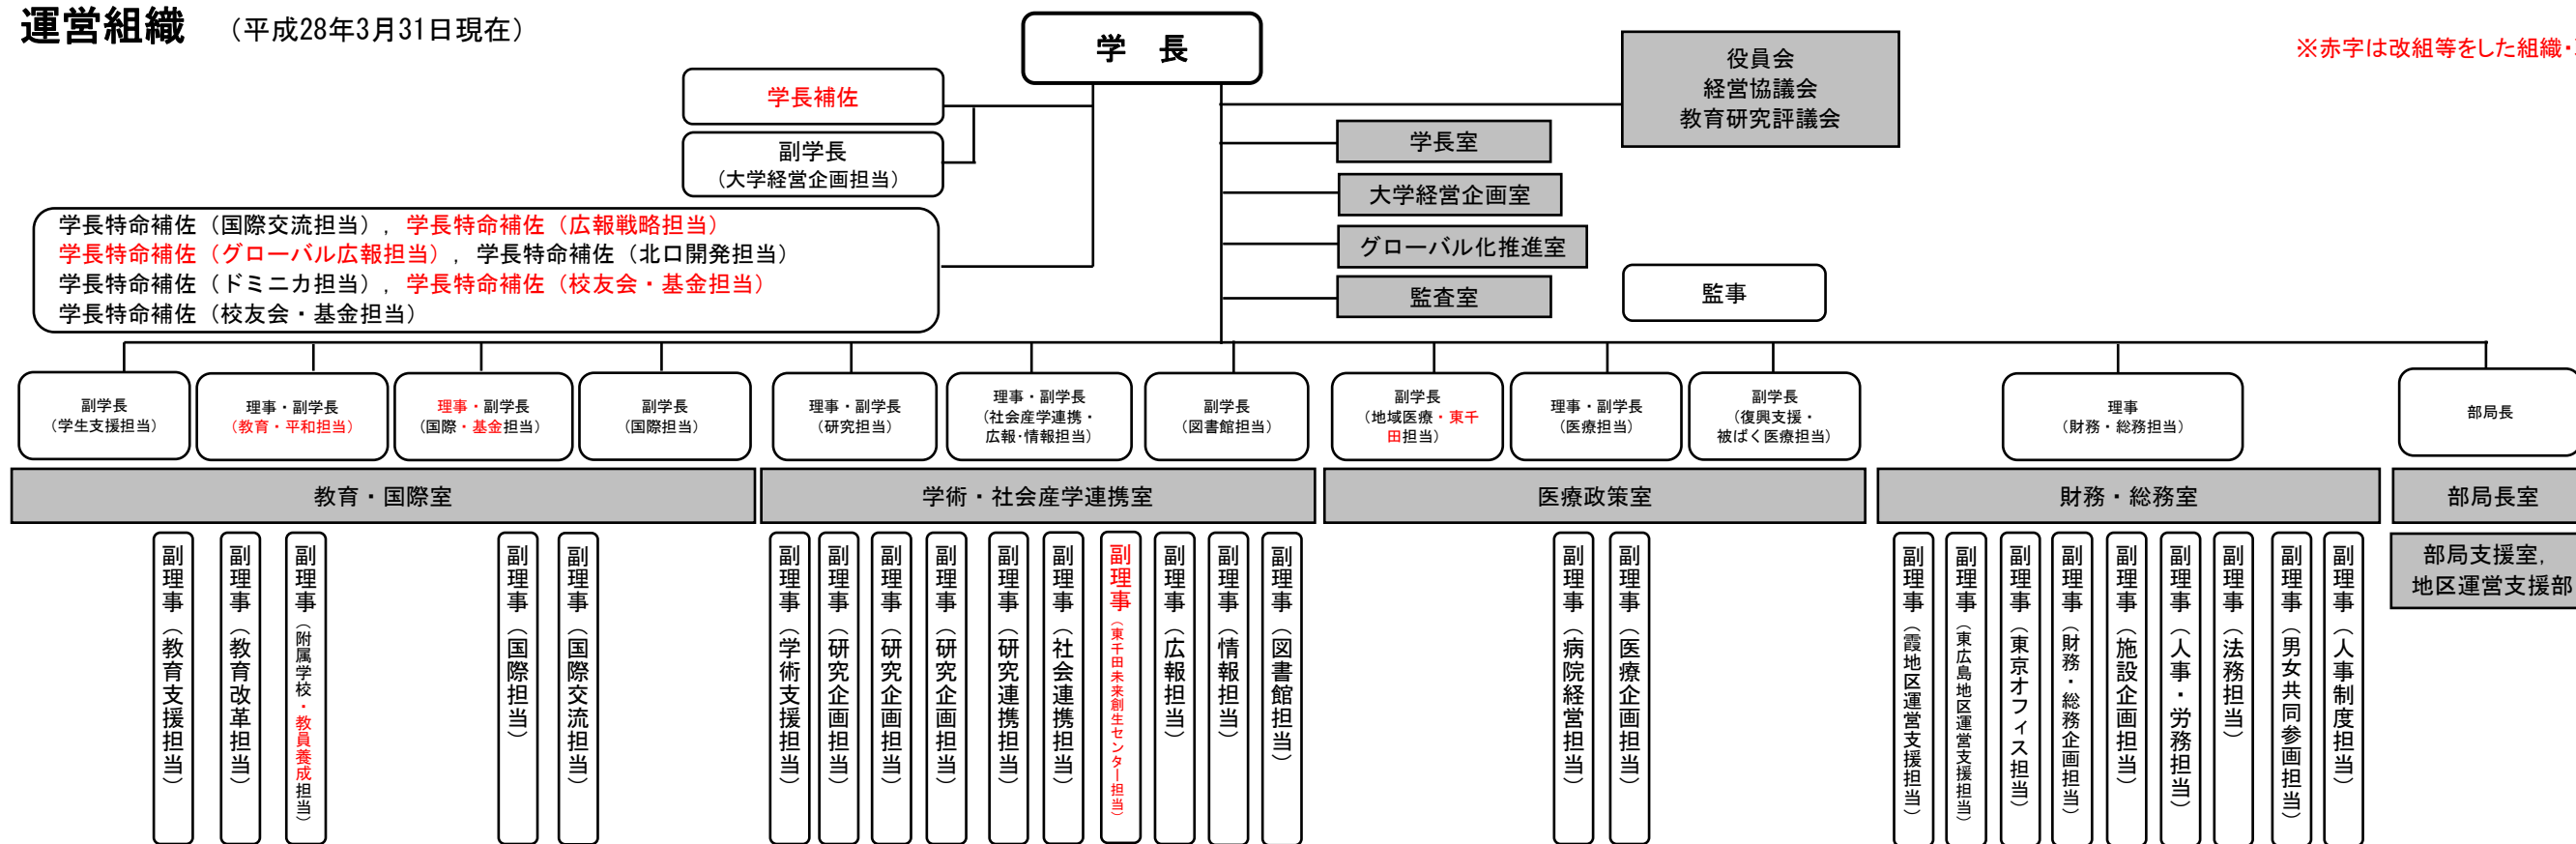 運営組織 （平成28年3月31日現在）
学　長
※赤字は改組等をした組織・
役員会
経営協議会
教育研究評議会
学長補佐
副学長
（大学経営企画担当）
学長室
大学経営企画室
グローバル化推進室
監査室
監事
学長特命補佐（国際交流担当），学長特命補佐（広報戦略担当）
学長特命補佐（グローバル広報担当），学長特命補佐（北口開発担当）
学長特命補佐（ドミニカ担当），学長特命補佐（校友会・基金担当）
学長特命補佐（校友会・基金担当）
副学長
（学生支援担当）
理事・副学長
（教育・平和担当）
理事・副学長
（国際・基金担当）
副学長
（国際担当）
理事・副学長
（研究担当）
理事・副学長
（社会産学連携・
広報・情報担当）
副学長
（図書館担当）
副学長
（地域医療・東千
田担当）
理事・副学長
（医療担当）
副学長
（復興支援・
被ばく医療担当）
理事
（財務・総務担当）
部局長
教育・国際室
学術・社会産学連携室
医療政策室
財務・総務室
部局長室
副理事（教育支援担当）
副理事（教育改革担当）
副理事（附属学校・教員養成担当）
副理事（国際担当）
副理事（国際交流担当）
副理事（学術支援担当）
副理事（研究企画担当）
副理事（研究企画担当）
副理事（研究企画担当）
副理事（研究連携担当）
副理事（社会連携担当）
副理事（東千田未来創生センター担当）
副理事（広報担当）
副理事（情報担当）
副理事（図書館担当）
副理事（病院経営担当）
副理事（医療企画担当）
副理事（霞地区運営支援担当）
副理事（東広島地区運営支援担当）
副理事（東京オフィス担当）
副理事（財務・総務企画担当）
副理事（施設企画担当）
副理事（人事・労務担当）
副理事（法務担当）
副理事（男女共同参画担当）
副理事（人事制度担当）
部局支援室，
地区運営支援部